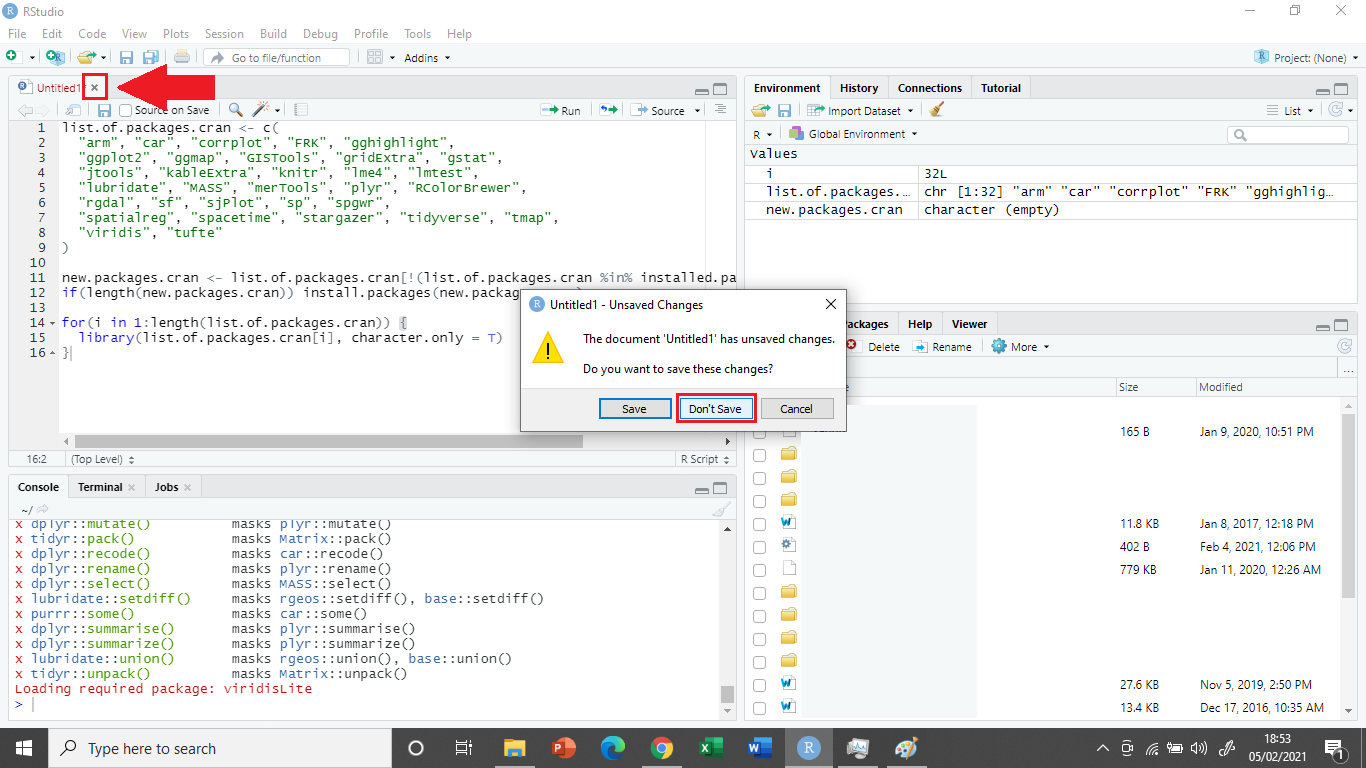 RStudio
File Edit Code View Plots Session Build Debug Profile Tools Help
Go to file/function Addins Project: (None)
Untitled1
Source on Save Run Source
1 list.of.packages.cran <- c(
2 "arm", "car", "corrplot", "FRK", "gghighlight",
3 "ggplot2", "ggmap", "GISTools", "gridExtra", "gstat",
4 "jtools", "kableExtra", "knitr", "lme4", "lmtest",
5 "lubridate", "MASS", "merTools", "plyr", "RColorBrewer",
6 "rgdal", "sf", "sjPlot", "sp", "spgwr",
7 "spatialreg", "spacetime", "stargazer", "tidyverse", "tmap",
8 "viridis", "tufte"
9 )
10
11 new.packages.cran <- list.of.packages.cran[!(list.of.packages.cran %in% installed.pa
12 if(length(new.packages.cran)) install.packages(new.packag
13
14 for(i in 1:length(list.of.packages.cran)) {
15 library(list.of.packages.cran[i], character.only = T)
16 }
16:2 (Top Level) R Script
Console Terminal Jobs
~/
x dplyr::mutate() masks plyr::mutate()
x tidyr::pack() masks Matrix::pack()
x dplyr::recode() masks car::recode()
x dplyr::rename() masks plyr::rename()
x dplyr::select() masks MASS::select()
x lubridate::setdiff() masks rgeos::setdiff(), base::setdiff()
x purrr::some() masks car::some()
x dplyr::summarise() masks plyr::summarise()
x dplyr::summarize() masks plyr::summarize()
x lubridate::union() masks rgeos::union(), base::union()
x tidyr::unpack() masks Matrix::unpack()
Loading required package: viridisLite
>
Environment History Connections Tutorial
Import Dataset List
R Global Environment
Values
i 32L
list.of.packages.… chr [1:32] "arm" "car" "corrplot" "FRK" "gghighlig…
new.packages.cran character (empty)
Untitled1 - Unsaved Changes
The document 'Untitled1' has unsaved changes.
Do you want to save these changes?
Save Don't Save Cancel
ackages Help Viewer
Delete Rename More
...
Size Modified
165 B Jan 9, 2020, 10:51 PM
11.8 KB Jan 8, 2017, 12:18 PM
402 B Feb 4, 2021, 12:06 PM
779 KB Jan 11, 2020, 12:26 AM
27.6 KB Nov 5, 2019, 2:50 PM
13.4 KB Dec 17, 2016, 10:35 AM
Type here to search
18:53
05/02/2021
1